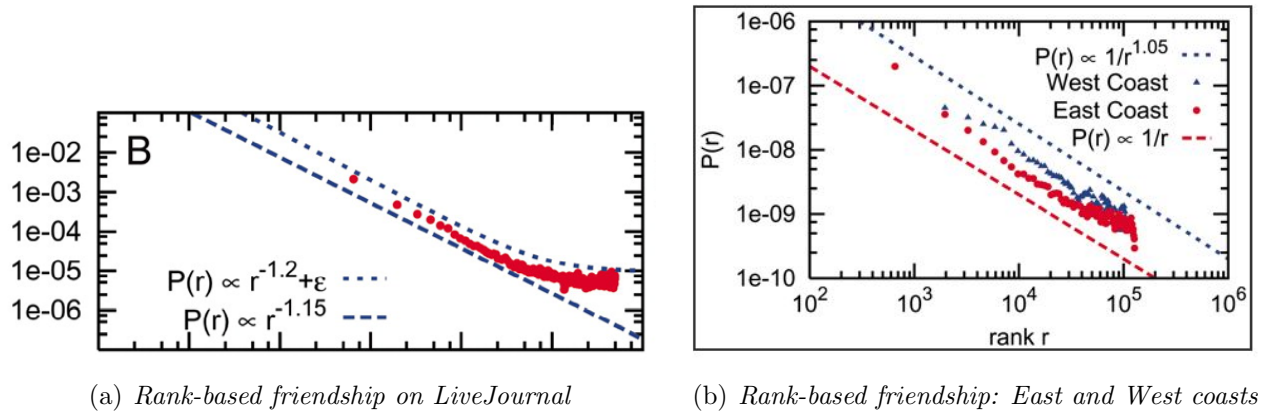 B
1e-02
1e-03
1e-04
1e-05
1e-06
P(r) ∝ r^-1.2+ε
P(r) ∝ r^-1.15
(a) Rank-based friendship on LiveJournal
1e-06
1e-07
1e-08
1e-09
1e-10
P(r)
P(r) ∝ 1/r^1.05
West Coast
East Coast
P(r) ∝ 1/r
10^2 10^3 10^4 10^5 10^6
rank r
(b) Rank-based friendship: East and West coasts